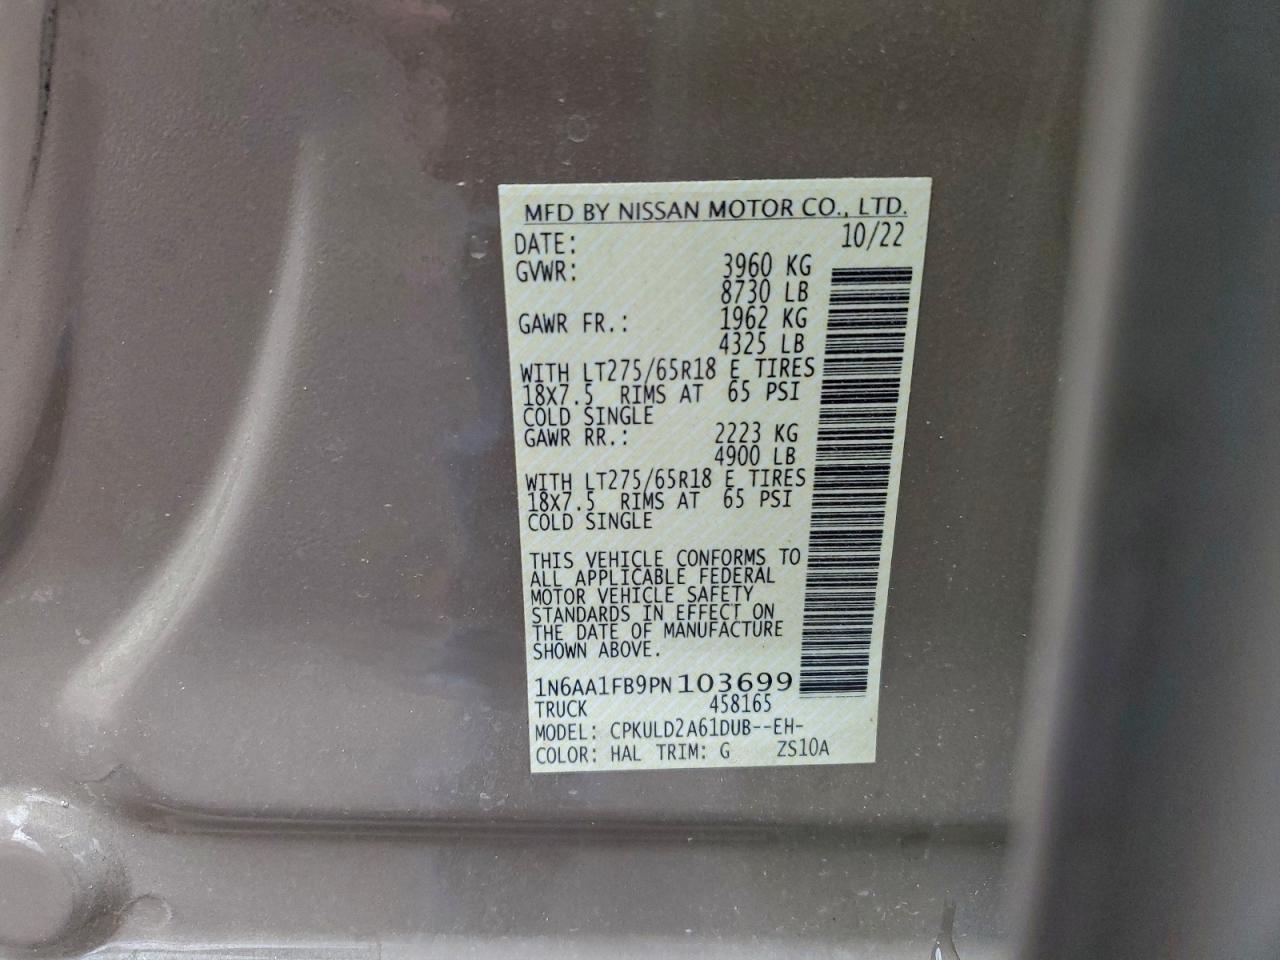 MFD BY NISSAN MOTOR CO., LTD.
DATE: 10/22
GVWR: 3960 KG
8730 LB
GAWR FR.: 1962 KG
4325 LB
WITH LT275/65R18 E TIRES
18X7.5 RIMS AT 65 PSI
COLD SINGLE
GAWR RR.: 2223 KG
4900 LB
WITH LT275/65R18 E TIRES
18X7.5 RIMS AT 65 PSI
COLD SINGLE
THIS VEHICLE CONFORMS TO
ALL APPLICABLE FEDERAL
MOTOR VEHICLE SAFETY
STANDARDS IN EFFECT ON
THE DATE OF MANUFACTURE
SHOWN ABOVE.
1N6AA1FB9PN103699
TRUCK 458165
MODEL: CPKULD2A61DUB--EH-
COLOR: HAL TRIM: G ZS10A